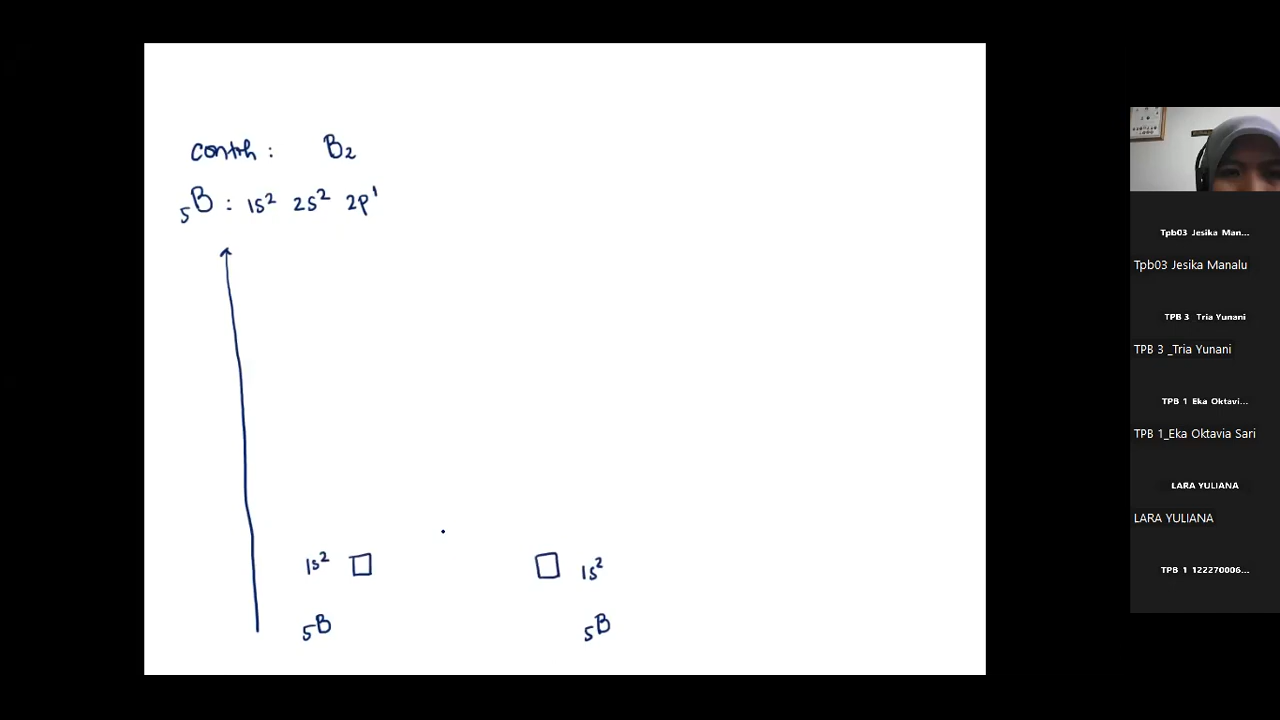 contoh : B₂
₅B : 1s² 2s² 2p¹
1s² 1s²
₅B ₅B
Tpb03 Jesika Man...
Tpb03 Jesika Manalu
TPB 3 Tria Yunani
TPB 3 _Tria Yunani
TPB 1 Eka Oktavi...
TPB 1_Eka Oktavia Sari
LARA YULIANA
LARA YULIANA
TPB 1 122270006...